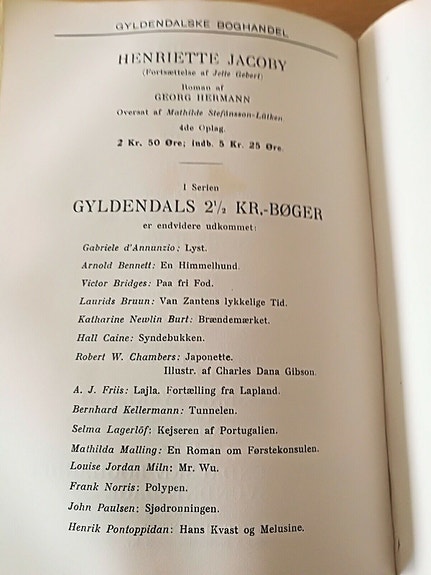 GYLDENDALSKE BOGHANDEL
HENRIETTE JACOBY
(Fortsættelse af Jette Gebert)
Roman af
GEORG HERMANN
Oversat af Mathilde Stefánsson-Lütken
4de Oplag.
2 Kr. 50 Øre; indb. 5 Kr. 25 Øre.
I Serien
GYLDENDALS 2½ KR.-BØGER
er endvidere udkommet:
Gabriele d'Annunzio: Lyst.
Arnold Bennett: En Himmelhund.
Victor Bridges: Paa fri Fod.
Laurids Bruun: Van Zantens lykkelige Tid.
Katharine Newlin Burt: Brændemærket.
Hall Caine: Syndebukken.
Robert W. Chambers: Japonette.
Illustr. af Charles Dana Gibson.
A. J. Friis: Lajla. Fortælling fra Lapland.
Bernhard Kellermann: Tunnelen.
Selma Lagerlöf: Kejseren af Portugalien.
Mathilda Malling: En Roman om Førstekonsulen.
Louise Jordan Miln: Mr. Wu.
Frank Norris: Polypen.
John Paulsen: Sjødronningen.
Henrik Pontoppidan: Hans Kvast og Melusine.